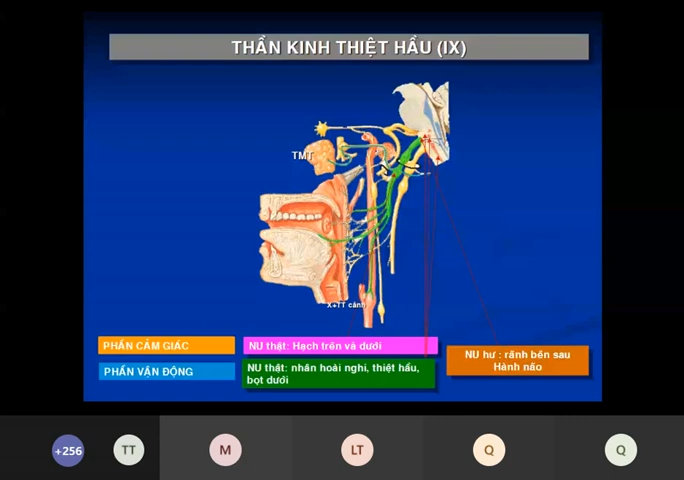 THẦN KINH THIỆT HẦU (IX)
TMT
X+TT cảnh
PHẦN CẢM GIÁC
NU thật: Hạch trên và dưới
PHẦN VẬN ĐỘNG
NU thật: nhân hoài nghi, thiệt hầu,
bọt dưới
NU hư : rãnh bên sau
Hành não
+256
TT
M
LT
Q
Q